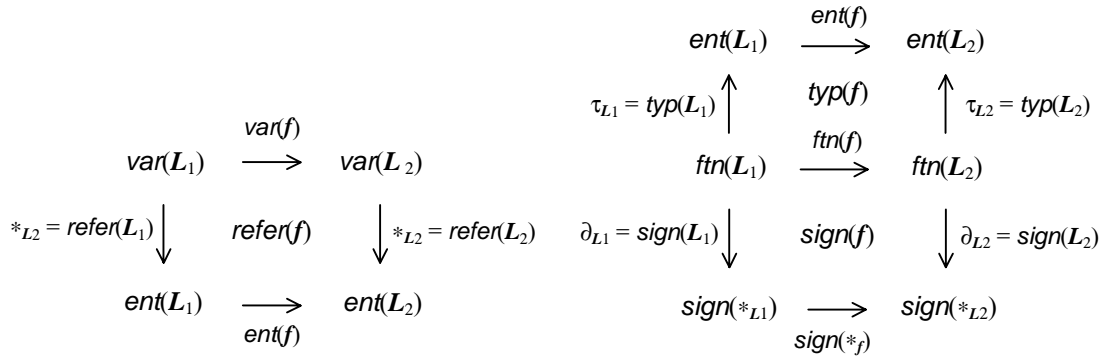 ent(f)
ent(L1) ent(L2)
τL1 = typ(L1) typ(f) τL2 = typ(L2)
var(f) ftn(f)
var(L1) var(L 2) ftn(L1) ftn(L2)
*L2 = refer(L1) refer(f) *L2 = refer(L2) ∂L1 = sign(L1) sign(f) ∂L2 = sign(L2)
ent(L1) ent(L2) sign(*L1) sign(*L2)
ent(f) sign(*f)